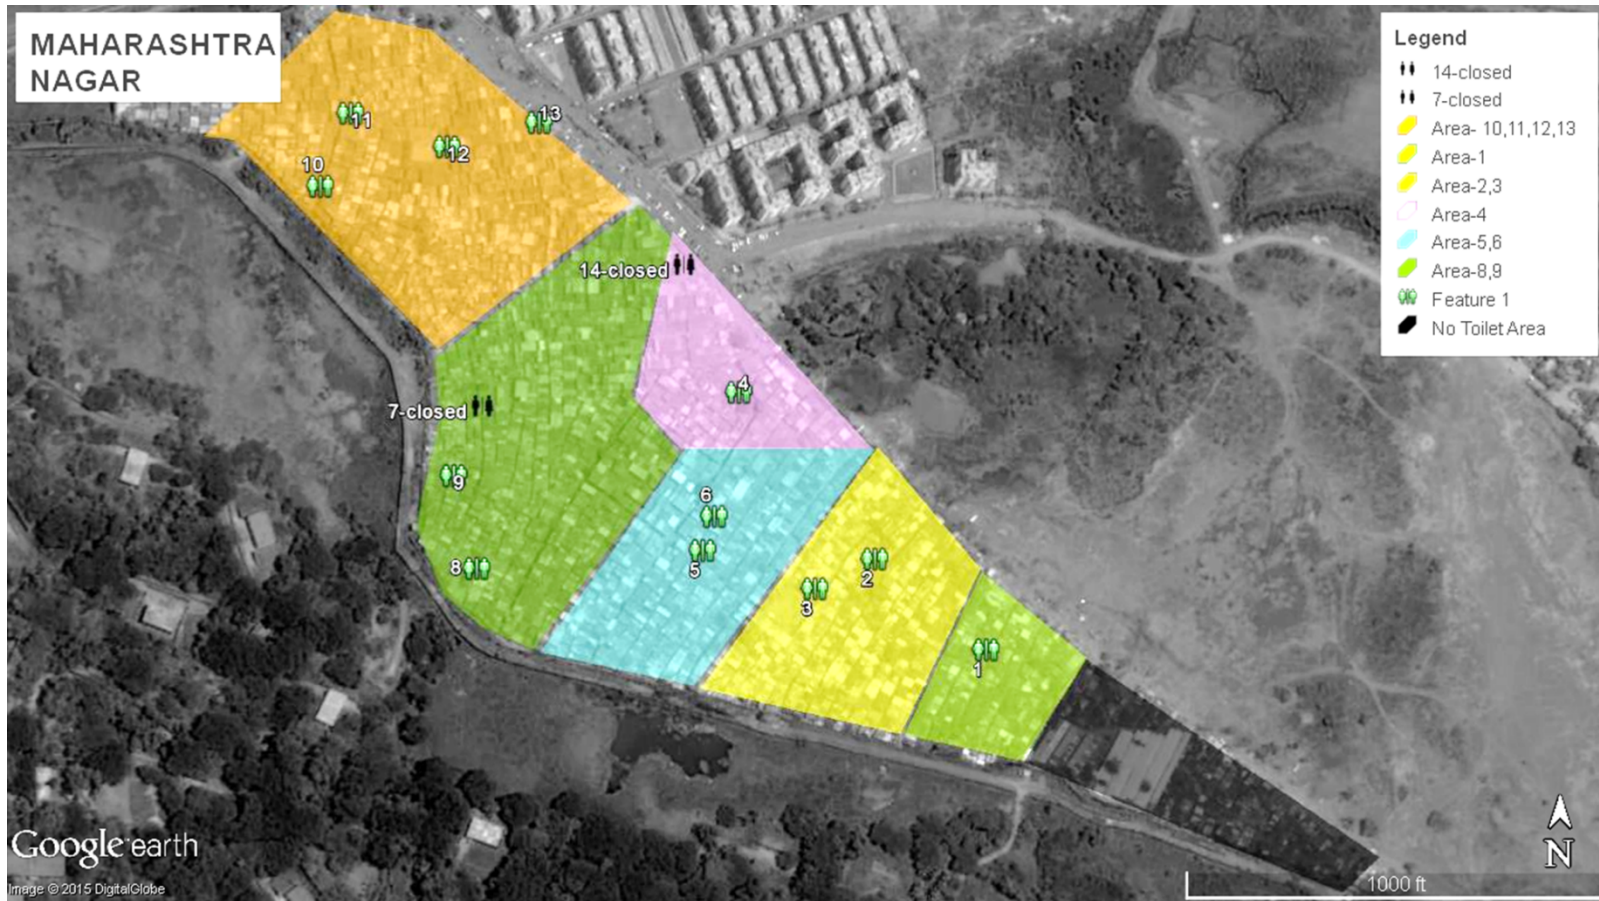 MAHARASHTRA
NAGAR
Legend
14-closed
7-closed
Area- 10,11,12,13
Area-1
Area-2,3
Area-4
Area-5,6
Area-8,9
Feature 1
No Toilet Area
11
13
12
10
14-closed
4
7-closed
9
6
8
5
2
3
1
Google earth
Image © 2015 DigitalGlobe
N
1000 ft